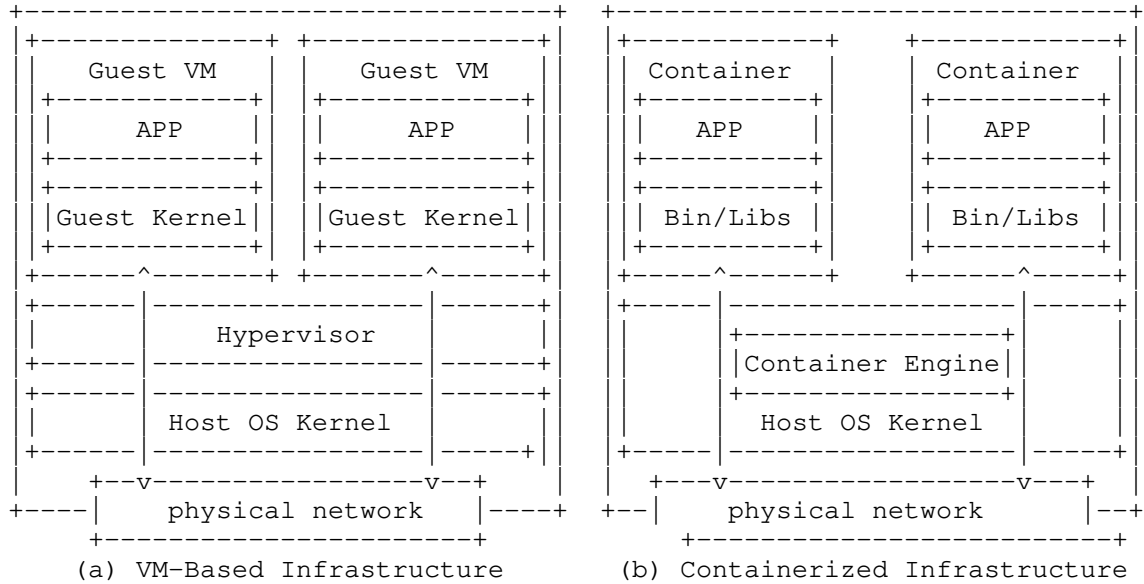 Guest VM Guest VM Container Container
APP APP APP APP
Guest Kernel Guest Kernel Bin/Libs Bin/Libs
Hypervisor
Container Engine
Host OS Kernel Host OS Kernel
physical network physical network
(a) VM-Based Infrastructure (b) Containerized Infrastructure